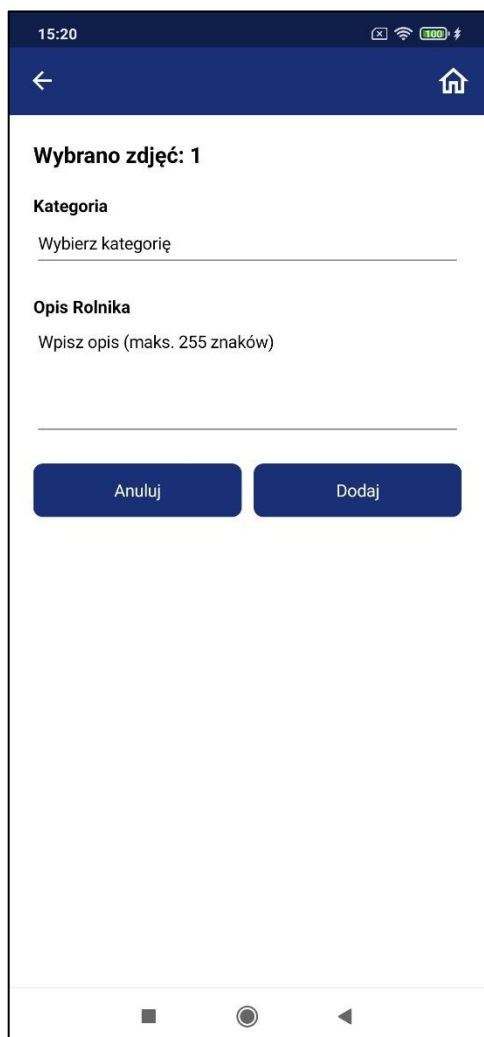 15:20
100
Wybrano zdjęć: 1
Kategoria
Wybierz kategorię
Opis Rolnika
Wpisz opis (maks. 255 znaków)
Anuluj Dodaj